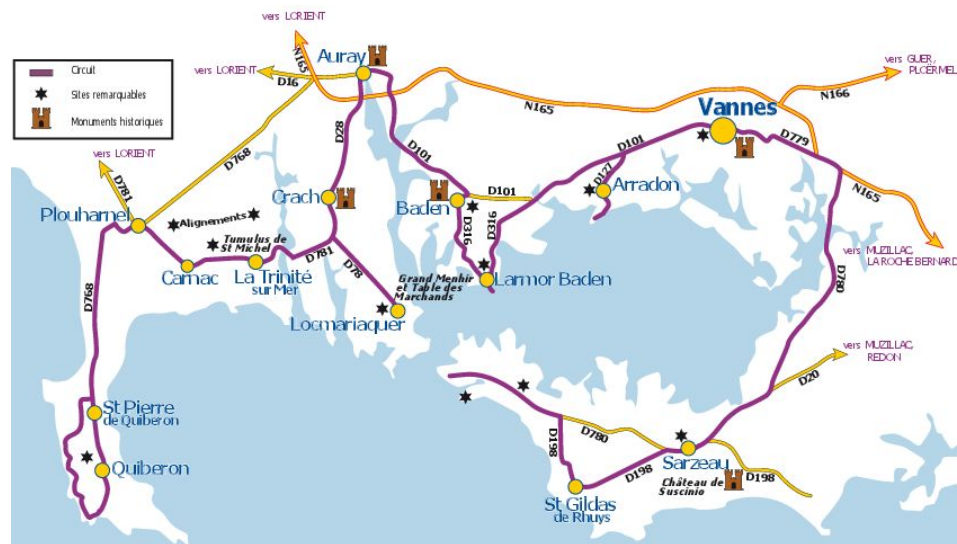 vers LORIENT
Auray
N165
vers LORIENT
D16
Circuit
Sites remarquables
Monuments historiques
vers GUER,
PLOËRMEL
N166
N165
Vannes
D779
N165
D101
D28
D101
D768
vers LORIENT
D781
Plouharnel
Alignements
Crach
Baden
D101
D127
Arradon
D316
D316
Tumulus de
St Michel
Carnac
La Trinité
sur Mer
D781
D78
Grand Menhir
et Table des
Marchands
Larmor Baden
Locmariaquer
vers MUZILLAC,
LA ROCHE BERNARD
D780
D768
vers MUZILLAC,
REDON
D20
St Pierre
de Quiberon
Quiberon
D780
D198
D198
Sarzeau
Château de
Suscinio
D198
St Gildas
de Rhuys